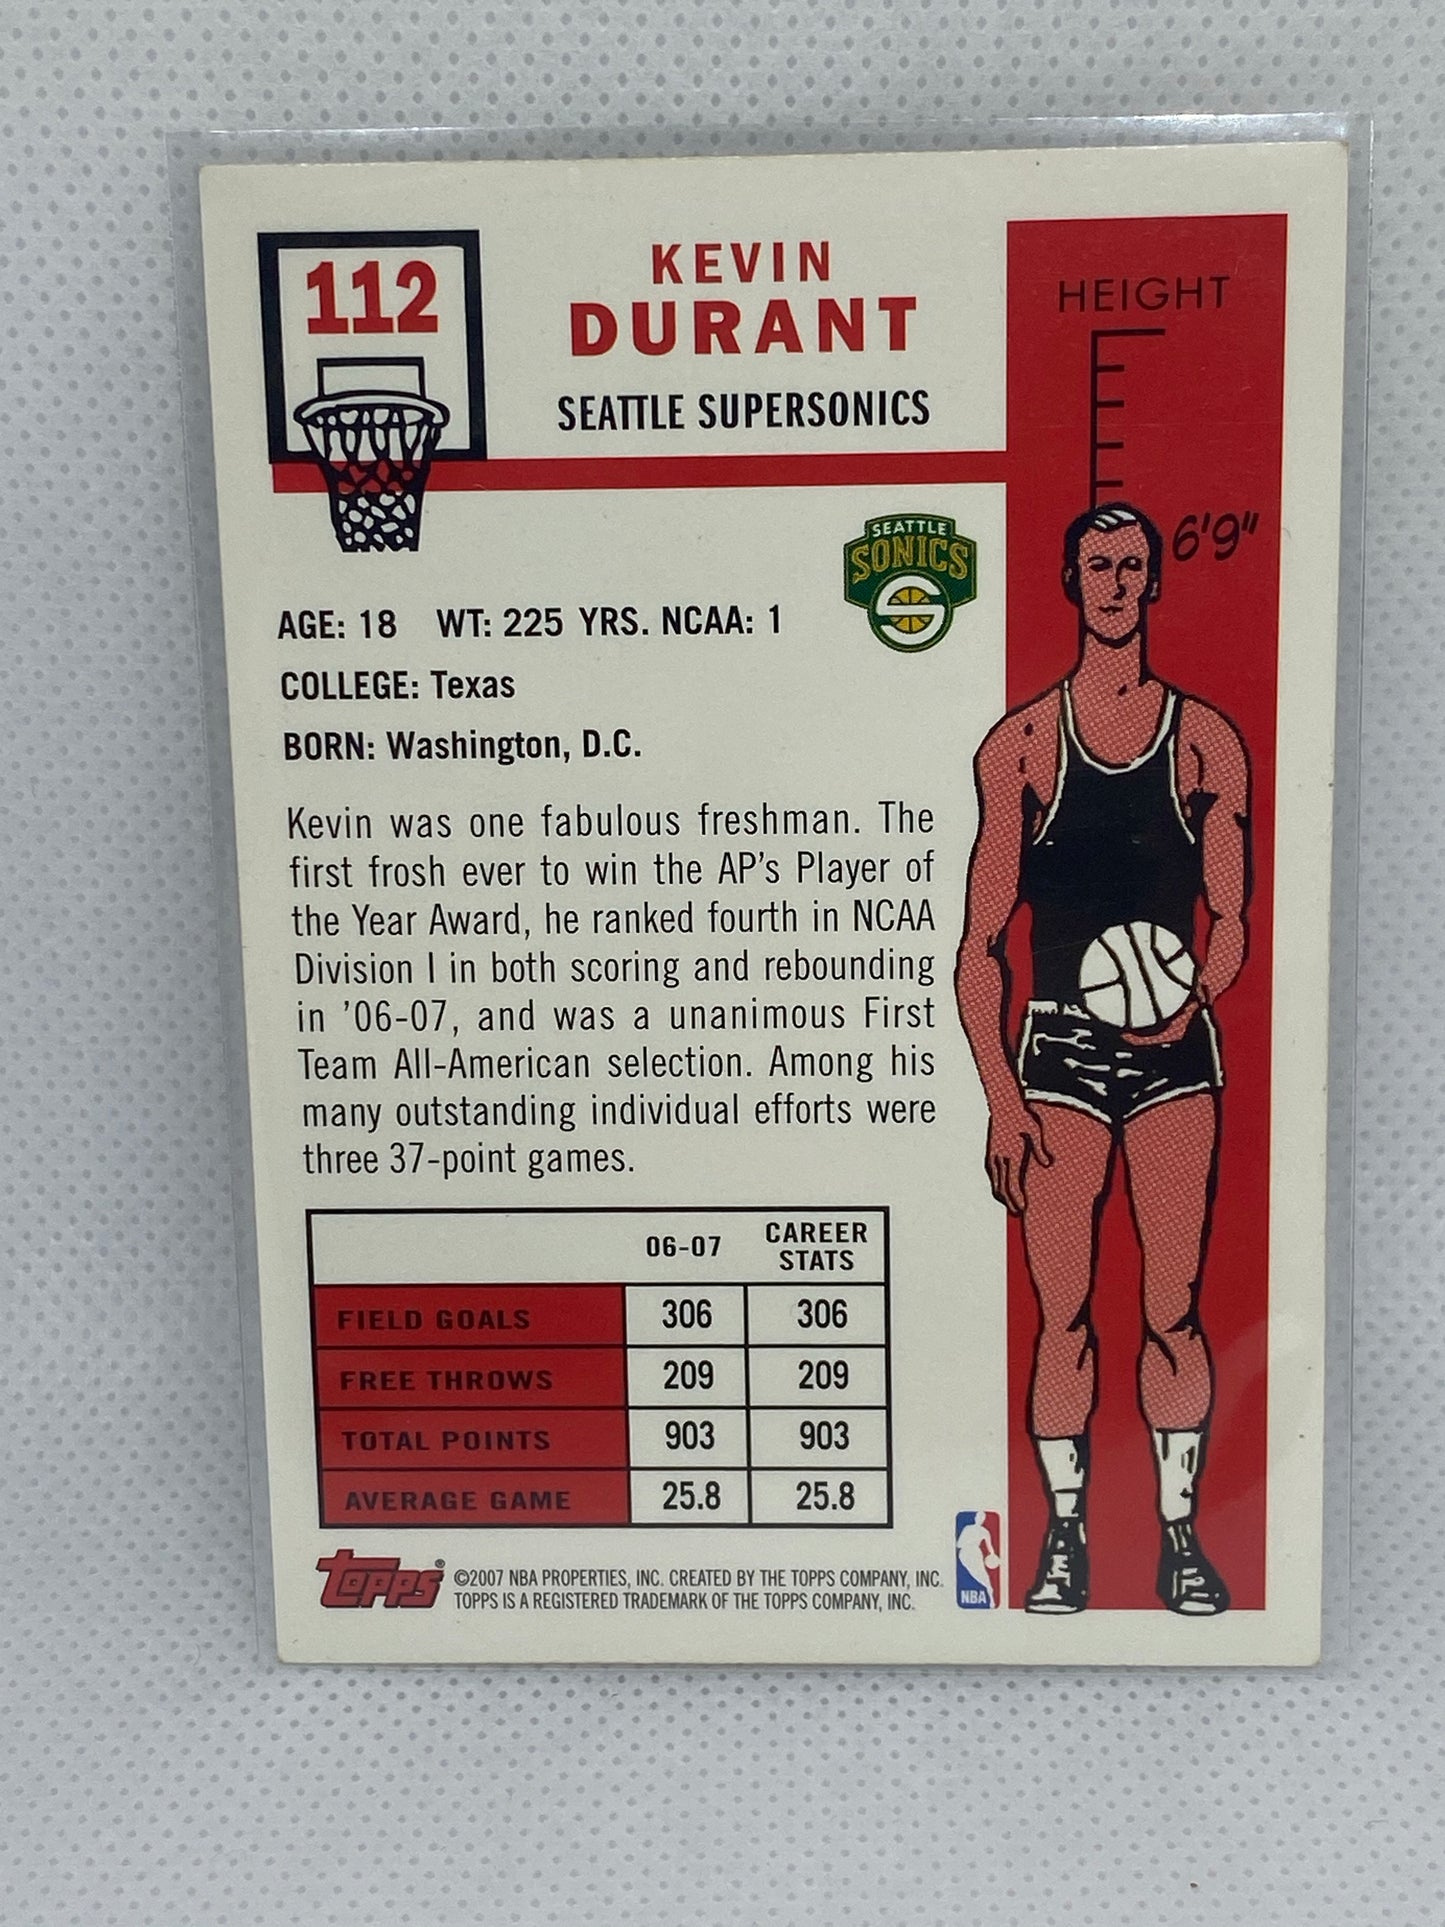 112
KEVIN
DURANT
SEATTLE SUPERSONICS
HEIGHT
6'9"
SEATTLE
SONICS
AGE: 18 WT: 225 YRS. NCAA: 1
COLLEGE: Texas
BORN: Washington, D.C.
Kevin was one fabulous freshman. The
first frosh ever to win the AP's Player of
the Year Award, he ranked fourth in NCAA
Division I in both scoring and rebounding
in '06-07, and was a unanimous First
Team All-American selection. Among his
many outstanding individual efforts were
three 37-point games.
06-07 CAREER
STATS
FIELD GOALS 306 306
FREE THROWS 209 209
TOTAL POINTS 903 903
AVERAGE GAME 25.8 25.8
topps® ©2007 NBA PROPERTIES, INC. CREATED BY THE TOPPS COMPANY, INC.
TOPPS IS A REGISTERED TRADEMARK OF THE TOPPS COMPANY, INC.
NBA